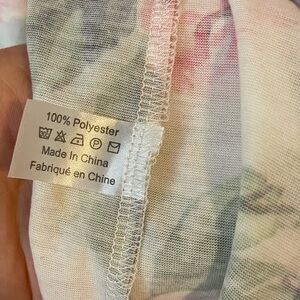 100% Polyester
Made In China
Fabriqué en Chine